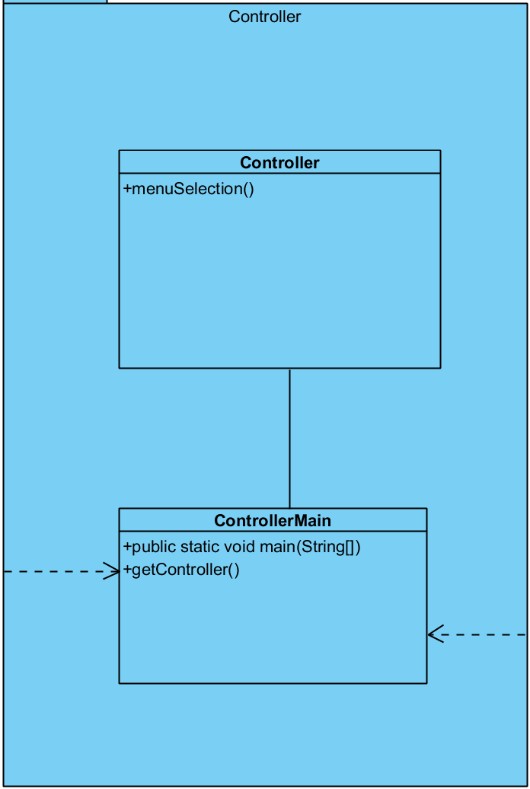 Controller
Controller
+menuSelection()
ControllerMain
+public static void main(String[])
+getController()